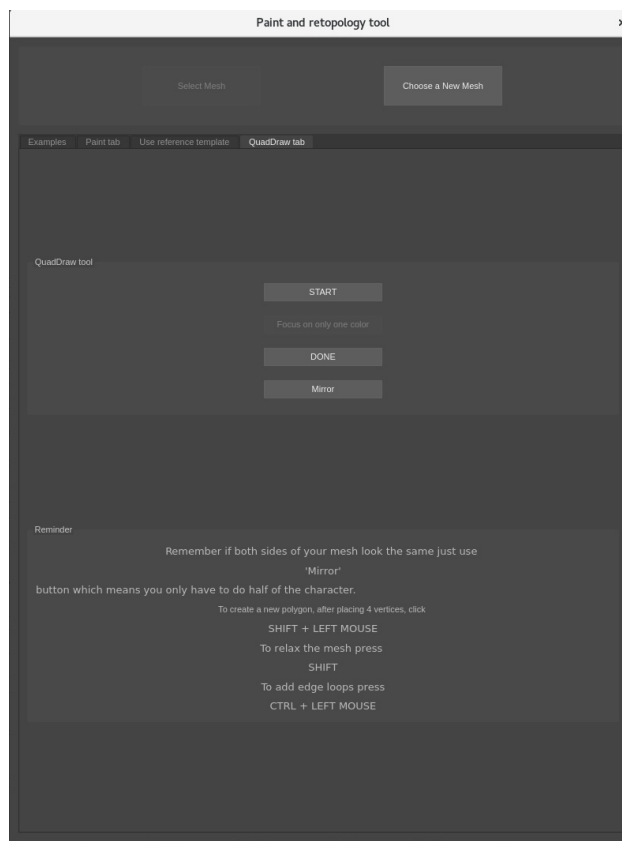 Paint and retopology tool
Select Mesh
Choose a New Mesh
Examples Paint tab Use reference template QuadDraw tab
QuadDraw tool
START
Focus on only one color
DONE
Mirror
Reminder
Remember if both sides of your mesh look the same just use
'Mirror'
button which means you only have to do half of the character.
To create a new polygon, after placing 4 vertices, click
SHIFT + LEFT MOUSE
To relax the mesh press
SHIFT
To add edge loops press
CTRL + LEFT MOUSE